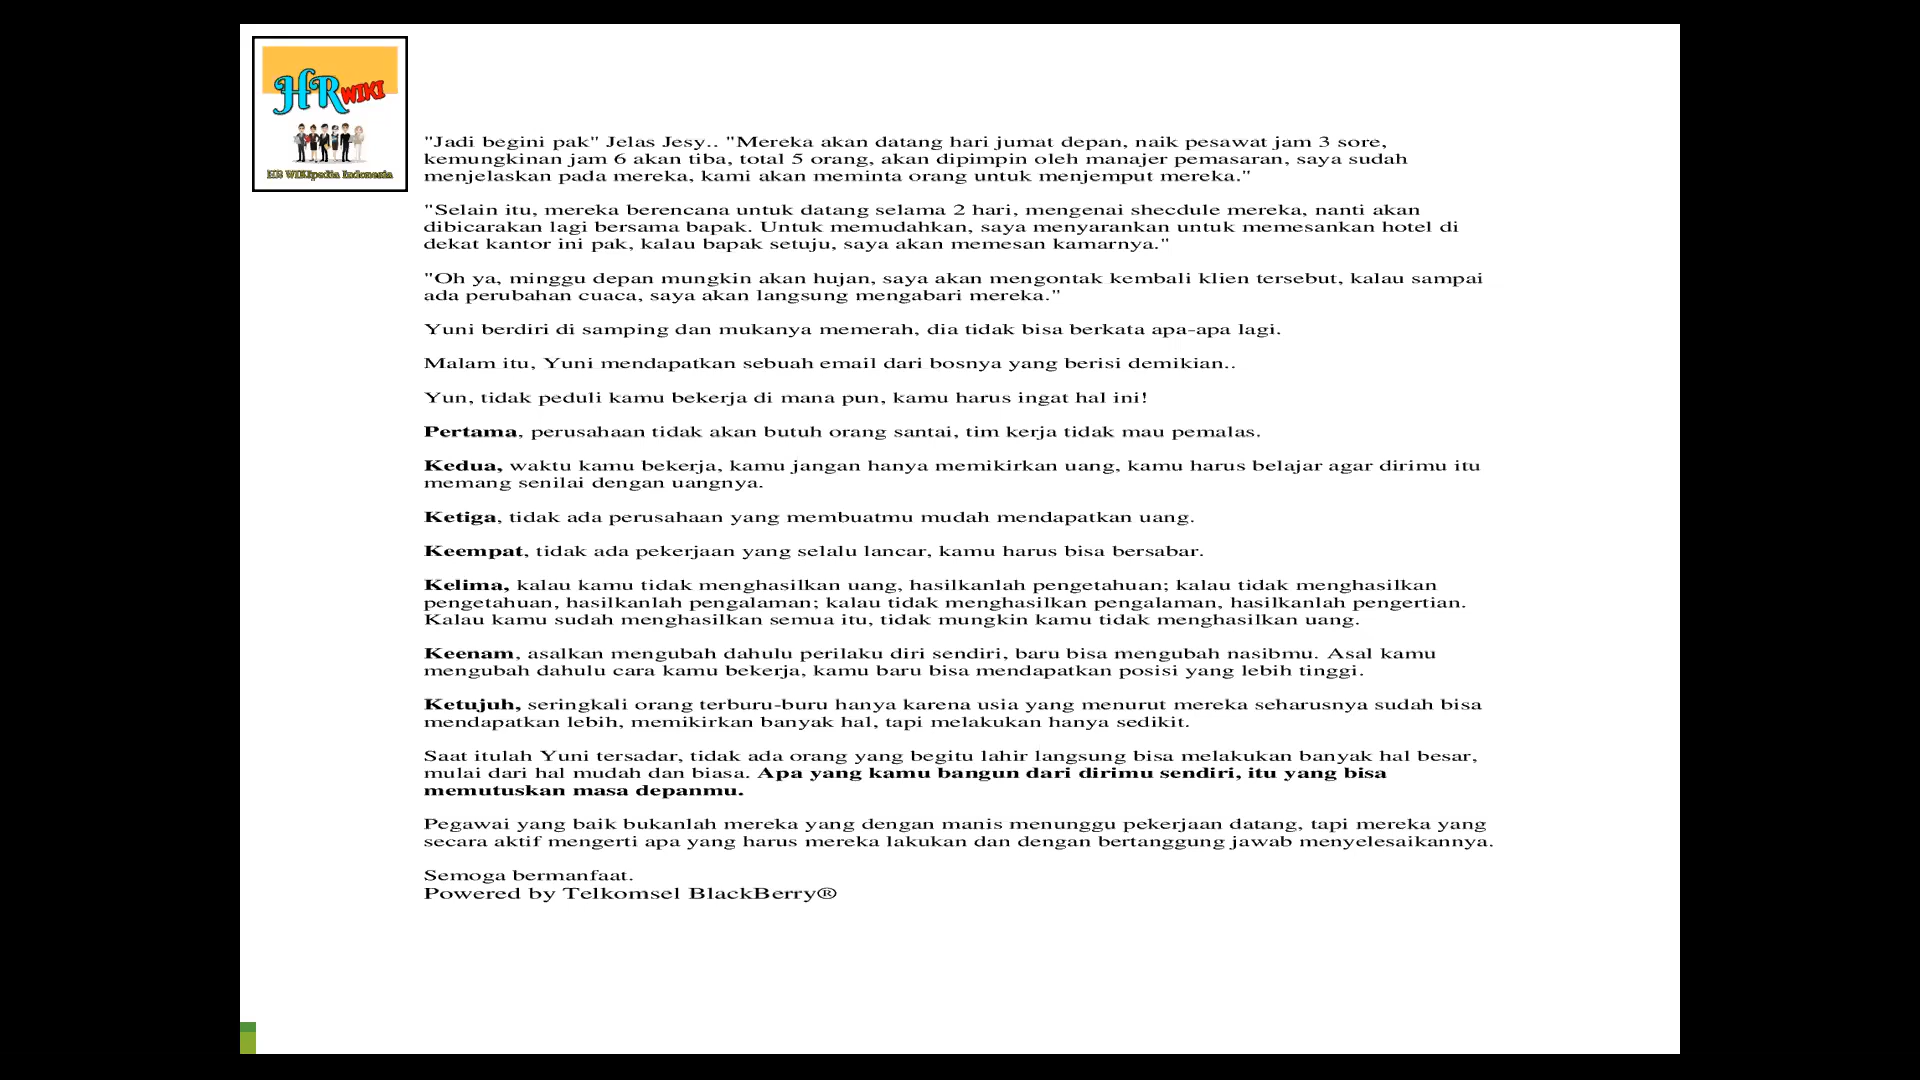 HR WIKI
HR WIKIpedia Indonesia
"Jadi begini pak" Jelas Jesy.. "Mereka akan datang hari jumat depan, naik pesawat jam 3 sore,
kemungkinan jam 6 akan tiba, total 5 orang, akan dipimpin oleh manajer pemasaran, saya sudah
menjelaskan pada mereka, kami akan meminta orang untuk menjemput mereka."
"Selain itu, mereka berencana untuk datang selama 2 hari, mengenai shecdule mereka, nanti akan
dibicarakan lagi bersama bapak. Untuk memudahkan, saya menyarankan untuk memesankan hotel di
dekat kantor ini pak, kalau bapak setuju, saya akan memesan kamarnya."
"Oh ya, minggu depan mungkin akan hujan, saya akan mengontak kembali klien tersebut, kalau sampai
ada perubahan cuaca, saya akan langsung mengabari mereka."
Yuni berdiri di samping dan mukanya memerah, dia tidak bisa berkata apa-apa lagi.
Malam itu, Yuni mendapatkan sebuah email dari bosnya yang berisi demikian..
Yun, tidak peduli kamu bekerja di mana pun, kamu harus ingat hal ini!
Pertama, perusahaan tidak akan butuh orang santai, tim kerja tidak mau pemalas.
Kedua, waktu kamu bekerja, kamu jangan hanya memikirkan uang, kamu harus belajar agar dirimu itu
memang senilai dengan uangnya.
Ketiga, tidak ada perusahaan yang membuatmu mudah mendapatkan uang.
Keempat, tidak ada pekerjaan yang selalu lancar, kamu harus bisa bersabar.
Kelima, kalau kamu tidak menghasilkan uang, hasilkanlah pengetahuan; kalau tidak menghasilkan
pengetahuan, hasilkanlah pengalaman; kalau tidak menghasilkan pengalaman, hasilkanlah pengertian.
Kalau kamu sudah menghasilkan semua itu, tidak mungkin kamu tidak menghasilkan uang.
Keenam, asalkan mengubah dahulu perilaku diri sendiri, baru bisa mengubah nasibmu. Asal kamu
mengubah dahulu cara kamu bekerja, kamu baru bisa mendapatkan posisi yang lebih tinggi.
Ketujuh, seringkali orang terburu-buru hanya karena usia yang menurut mereka seharusnya sudah bisa
mendapatkan lebih, memikirkan banyak hal, tapi melakukan hanya sedikit.
Saat itulah Yuni tersadar, tidak ada orang yang begitu lahir langsung bisa melakukan banyak hal besar,
mulai dari hal mudah dan biasa. Apa yang kamu bangun dari dirimu sendiri, itu yang bisa
memutuskan masa depanmu.
Pegawai yang baik bukanlah mereka yang dengan manis menunggu pekerjaan datang, tapi mereka yang
secara aktif mengerti apa yang harus mereka lakukan dan dengan bertanggung jawab menyelesaikannya.
Semoga bermanfaat.
Powered by Telkomsel BlackBerry®